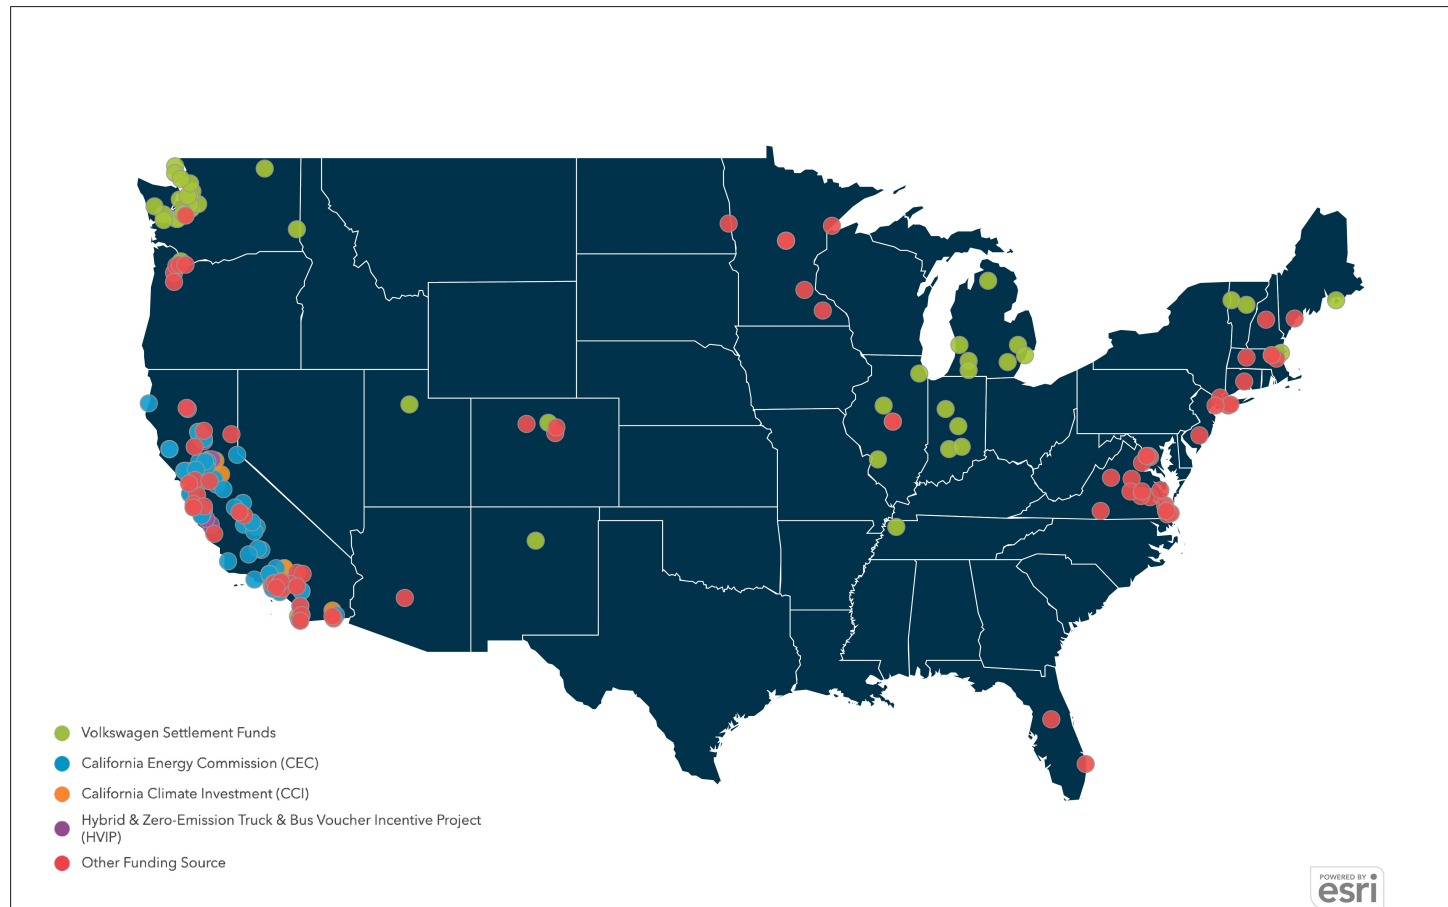 Volkswagen Settlement Funds
California Energy Commission (CEC)
California Climate Investment (CCI)
Hybrid & Zero-Emission Truck & Bus Voucher Incentive Project
(HVIP)
Other Funding Source
POWERED BY
esri